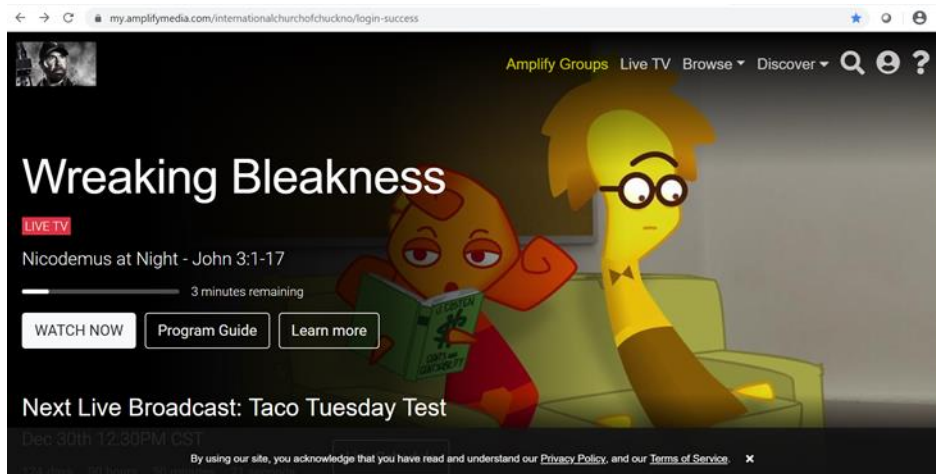 my.amplifymedia.com/internationalchurchofchuckno/login-success
Amplify Groups Live TV Browse Discover ?
Wreaking Bleakness
LIVE TV
Nicodemus at Night - John 3:1-17
3 minutes remaining
WATCH NOW Program Guide Learn more
Next Live Broadcast: Taco Tuesday Test
Dec 30th 12:30PM CST
By using our site, you acknowledge that you have read and understand our Privacy Policy, and our Terms of Service. x